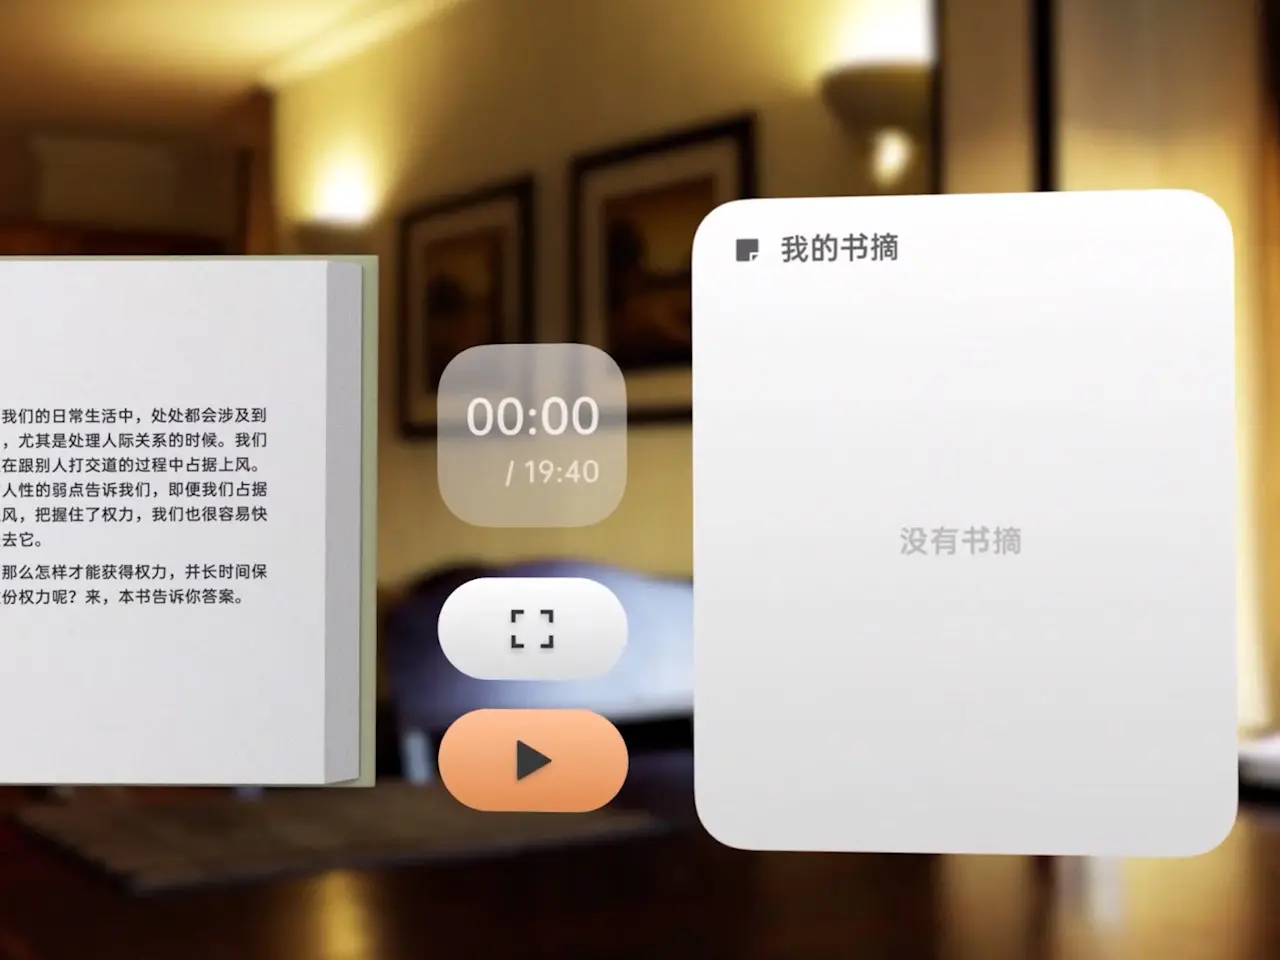 我们的日常生活中，处处都会涉及到
，尤其是处理人际关系的时候。我们
在跟别人打交道的过程中占据上风。
人性的弱点告诉我们，即便我们占据
风，把握住了权力，我们也很容易快
去它。
那么怎样才能获得权力，并长时间保
份权力呢？来，本书告诉你答案。
00:00
/ 19:40
我的书摘
没有书摘